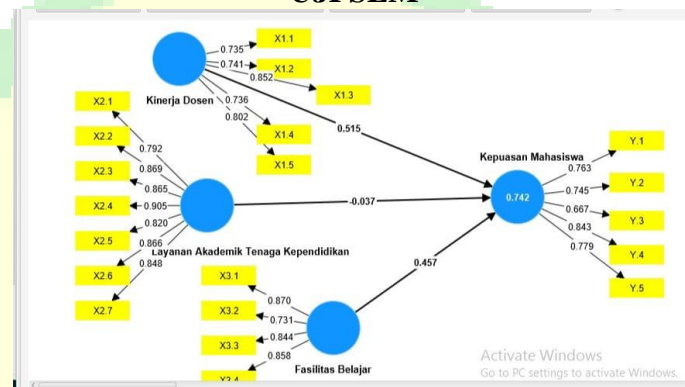 UJI SEM
X1.1
0.735
0.741
X1.2
0.852
X1.3
Kinerja Dosen
0.736
0.802
X1.4
X1.5
0.515
X2.1
X2.2
X2.3
X2.4
X2.5
X2.6
X2.7
0.792
0.869
0.865
0.905
0.820
0.866
0.848
Layanan Akademik Tenaga Kependidikan
-0.037
Kepuasan Mahasiswa
0.742
0.763
0.745
0.667
0.843
0.779
Y.1
Y.2
Y.3
Y.4
Y.5
0.457
X3.1
X3.2
X3.3
X3.4
0.870
0.731
0.844
0.858
Fasilitas Belajar
Activate Windows
Go to PC settings to activate Windows.